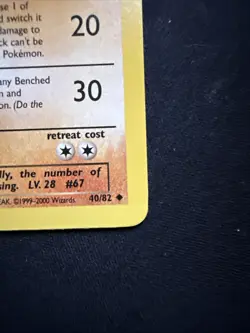 se 1 of
d switch it
damage to
ck can't be
Pokémon.
20
any Benched
n and
on. (Do the
30
retreat cost
lly, the number of
sing. LV. 28 #67
EAK. ©1999-2000 Wizards. 40/82